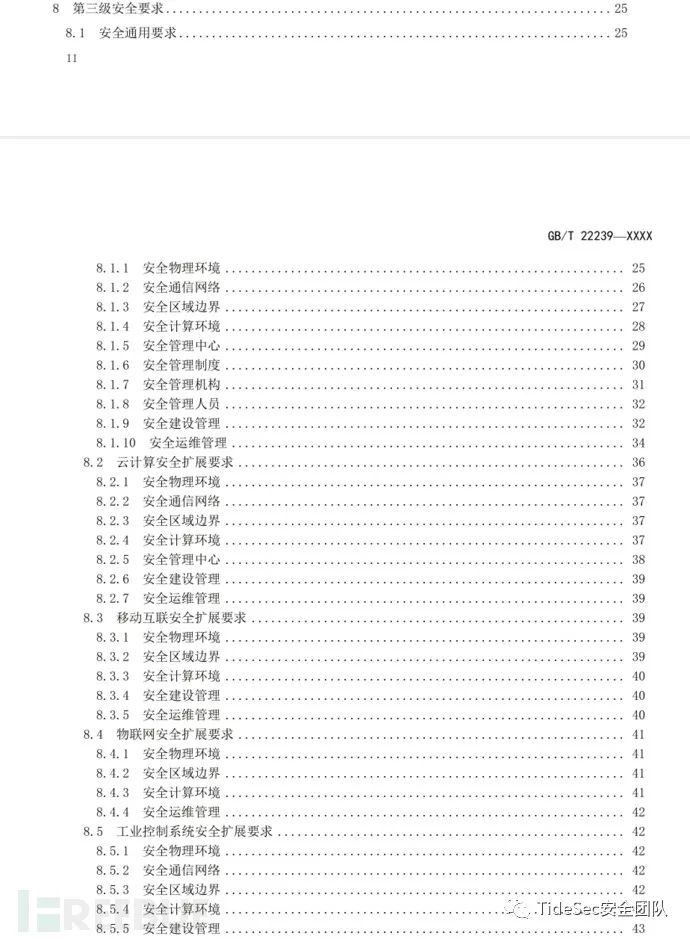 8 第三级安全要求................................................................ 25
8.1 安全通用要求................................................................ 25
11
GB/T 22239—XXXX
8.1.1 安全物理环境 ................................................................ 25
8.1.2 安全通信网络 ................................................................ 26
8.1.3 安全区域边界 ................................................................ 27
8.1.4 安全计算环境 ................................................................ 28
8.1.5 安全管理中心 ................................................................ 29
8.1.6 安全管理制度 ................................................................ 30
8.1.7 安全管理机构 ................................................................ 31
8.1.8 安全管理人员 ................................................................ 32
8.1.9 安全建设管理 ................................................................ 32
8.1.10 安全运维管理 ................................................................ 34
8.2 云计算安全扩展要求 ................................................................ 36
8.2.1 安全物理环境 ................................................................ 37
8.2.2 安全通信网络 ................................................................ 37
8.2.3 安全区域边界 ................................................................ 37
8.2.4 安全计算环境 ................................................................ 37
8.2.5 安全管理中心 ................................................................ 38
8.2.6 安全建设管理 ................................................................ 39
8.2.7 安全运维管理 ................................................................ 39
8.3 移动互联安全扩展要求 ................................................................ 39
8.3.1 安全物理环境 ................................................................ 39
8.3.2 安全区域边界 ................................................................ 39
8.3.3 安全计算环境 ................................................................ 40
8.3.4 安全建设管理 ................................................................ 40
8.3.5 安全运维管理 ................................................................ 40
8.4 物联网安全扩展要求 ................................................................ 41
8.4.1 安全物理环境 ................................................................ 41
8.4.2 安全区域边界 ................................................................ 41
8.4.3 安全计算环境 ................................................................ 41
8.4.4 安全运维管理 ................................................................ 42
8.5 工业控制系统安全扩展要求 ................................................................ 42
8.5.1 安全物理环境 ................................................................ 42
8.5.2 安全通信网络 ................................................................ 42
8.5.3 安全区域边界 ................................................................ 42
8.5.4 安全计算环境
8.5.5 安全建设管理 ................................................................ 43
TideSec安全团队